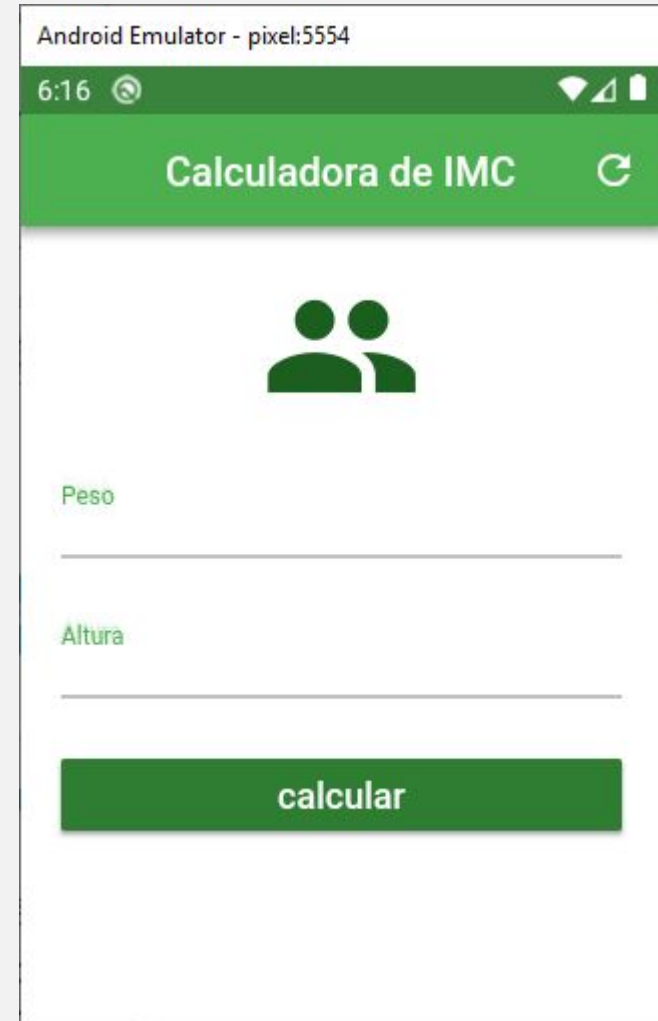 Android Emulator - pixel:5554
6:16
Calculadora de IMC
Peso
Altura
calcular